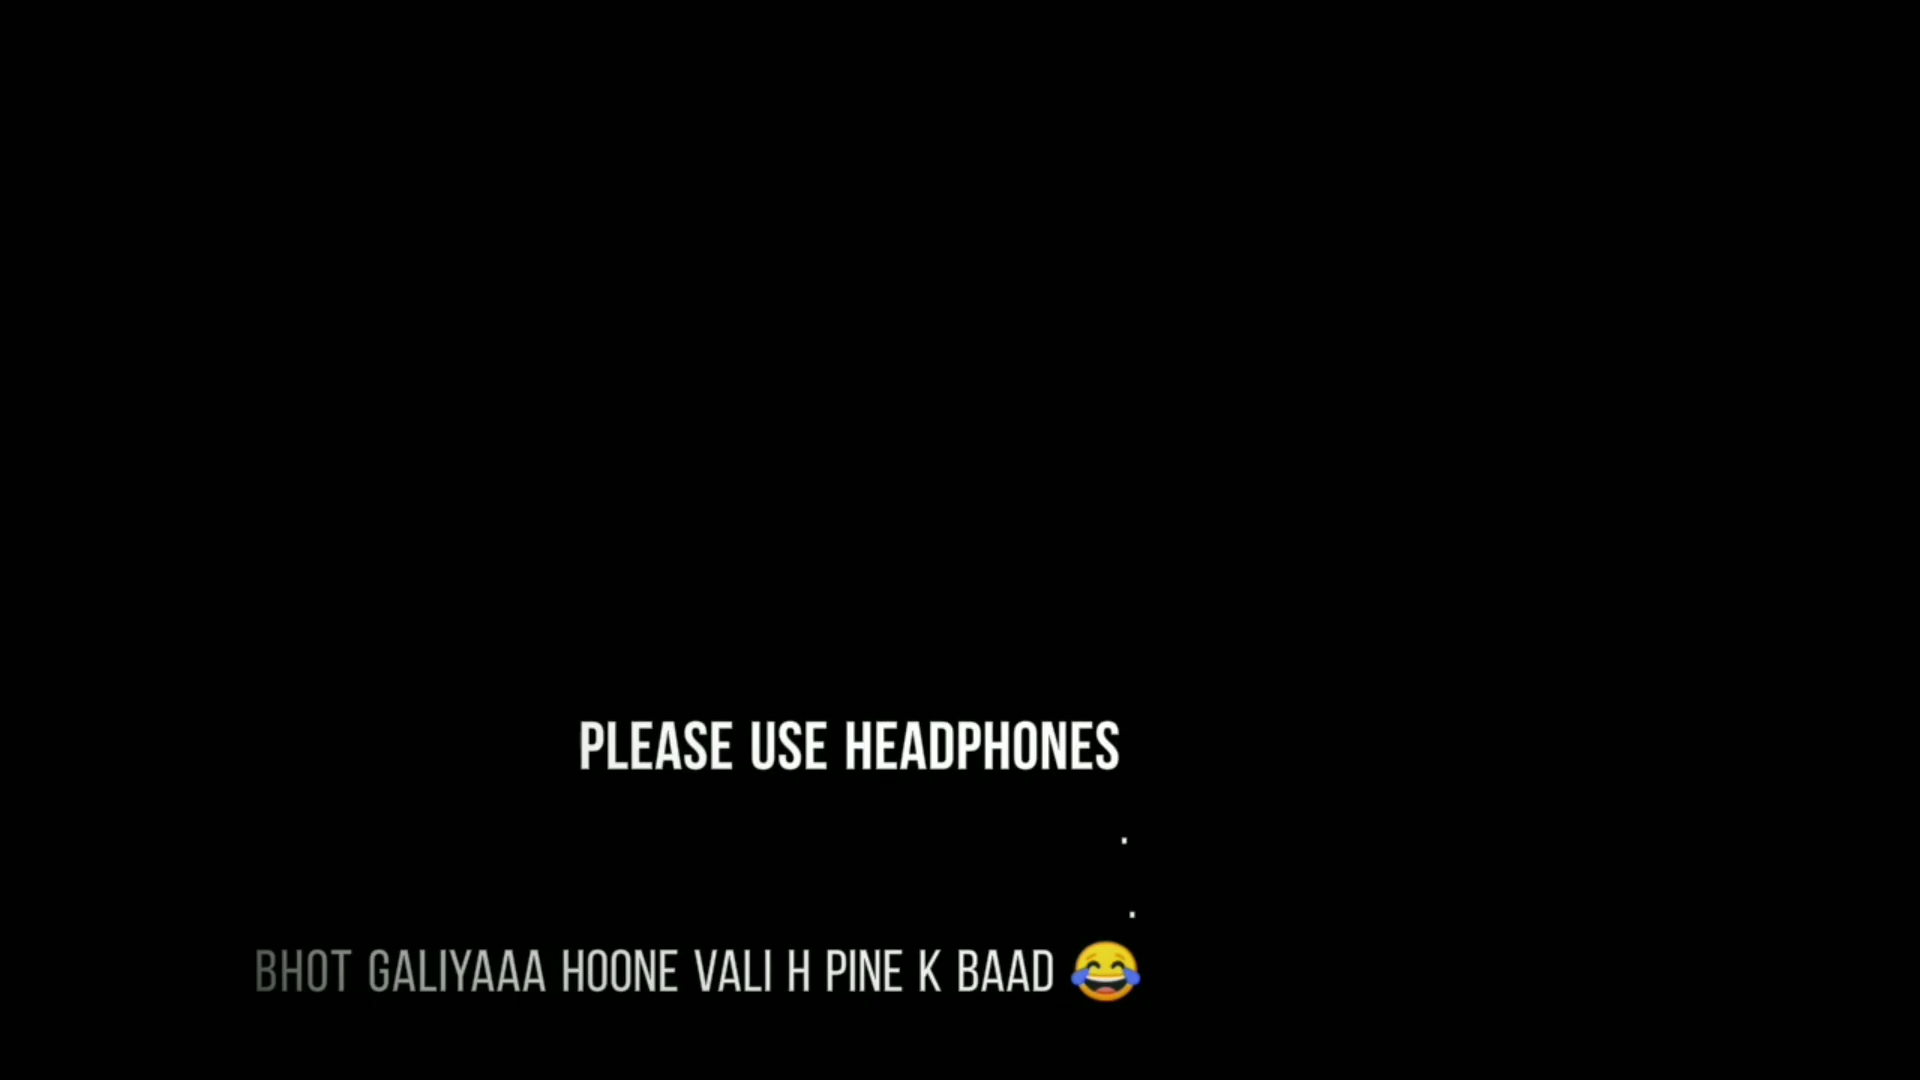 PLEASE USE HEADPHONES
.
.
BHOT GALIYAAA HOONE VALI H PINE K BAAD 😂